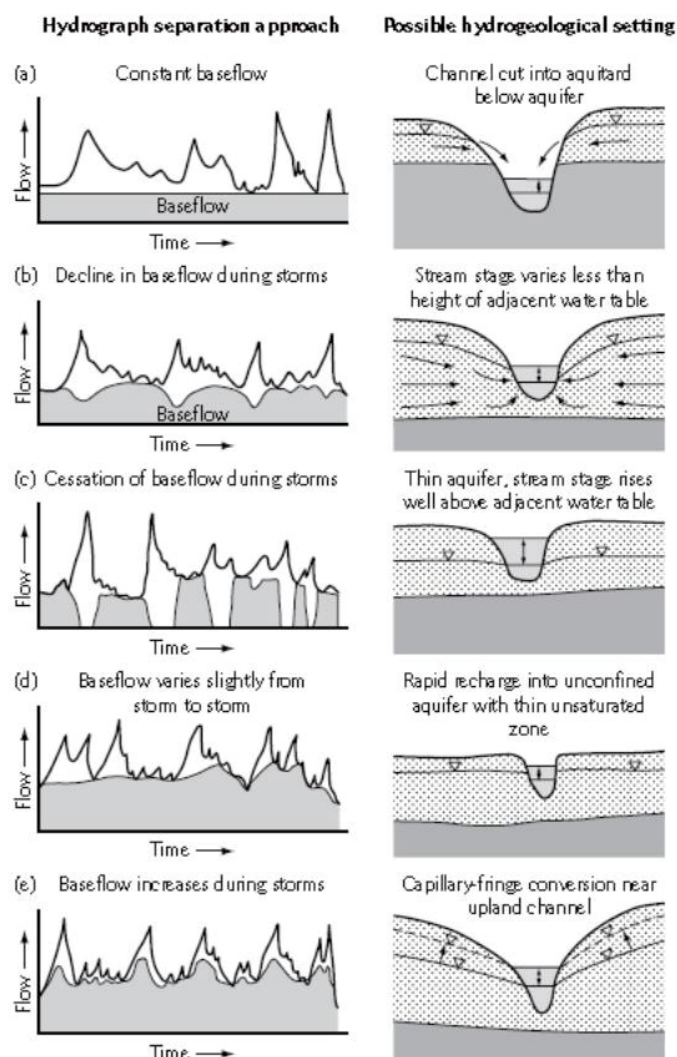 Hydrograph separation approach
Possible hydrogeological setting
(a)
Constant baseflow
Flow
Baseflow
Time
Channel cut into aquitard
below aquifer
(b)
Decline in baseflow during storms
Flow
Baseflow
Time
Stream stage varies less than
height of adjacent water table
(c)
Cessation of baseflow during storms
Flow
Time
Thin aquifer, stream stage rises
well above adjacent water table
(d)
Baseflow varies slightly from
storm to storm
Flow
Time
Rapid recharge into unconfined
aquifer with thin unsaturated
zone
(e)
Baseflow increases during storms
Flow
Time
Capillary-fringe conversion near
upland channel